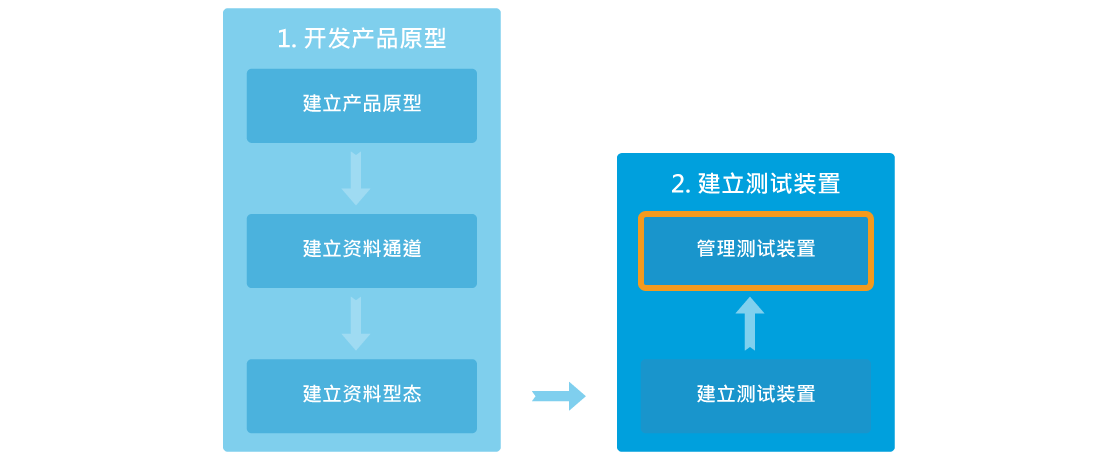 1. 开发产品原型
建立产品原型
建立资料通道
建立资料型态
2. 建立测试装置
管理测试装置
建立测试装置